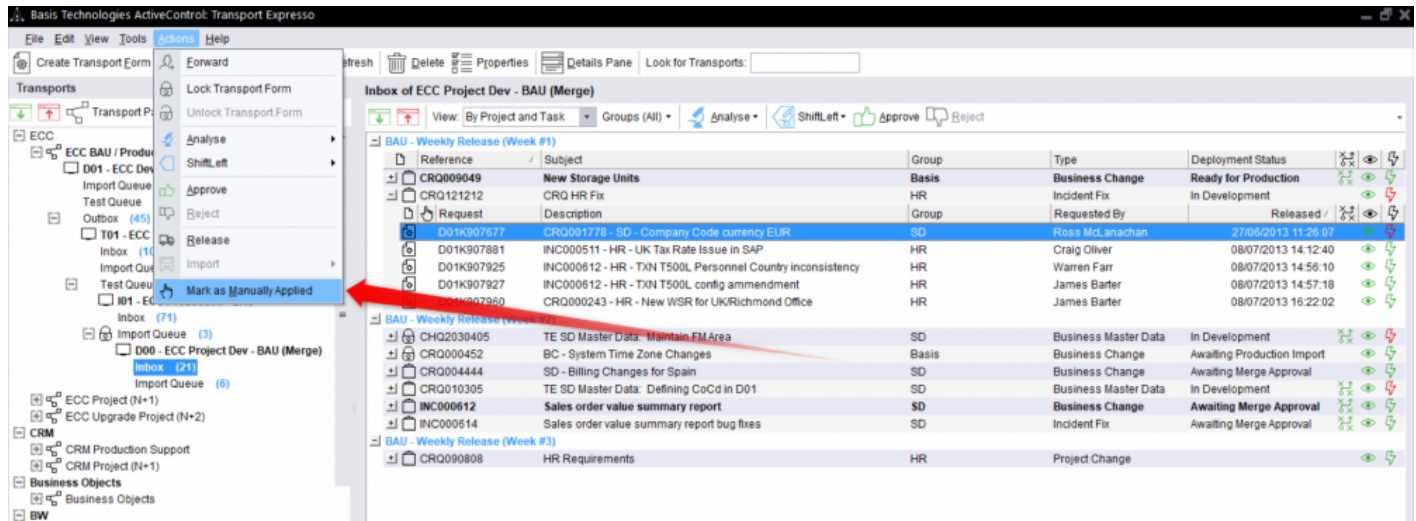 Basis Technologies ActiveControl: Transport Expresso
File Edit View Tools Actions Help
Create Transport Form
efresh Delete Properties Details Pane Look for Transports:
Forward
Lock Transport Form
Unlock Transport Form
Analyse
ShiftLeft
Approve
Reject
Release
Import
Mark as Manually Applied
Transports
Transport P
ECC
ECC BAU / Produ
D01 - ECC Dev
Import Queue
Test Queue
Outbox (45)
T01 - ECC
Inbox (10
Import Que
Test Queu
I01 - EC
Inbox (71)
Import Queue (3)
D00 - ECC Project Dev - BAU (Merge)
Inbox (21)
Import Queue (6)
ECC Project (N+1)
ECC Upgrade Project (N+2)
CRM
CRM Production Support
CRM Project (N+1)
Business Objects
Business Objects
BW
Inbox of ECC Project Dev - BAU (Merge)
View: By Project and Task Groups (All) Analyse ShiftLeft Approve Reject
BAU - Weekly Release (Week #1)
Reference Subject Group Type Deployment Status
CRQ009049 New Storage Units Basis Business Change Ready for Production
CRQ121212 CRQ HR Fix HR Incident Fix In Development
Request Description Group Requested By Released
D01K907677 CRQ001778 - SD - Company Code currency EUR SD Ross McLanachan 27/06/2013 11:26:07
D01K907881 INC000511 - HR - UK Tax Rate Issue in SAP HR Craig Oliver 08/07/2013 14:12:40
D01K907925 INC000612 - HR - TXN T500L Personnel Country inconsistency HR Warren Farr 08/07/2013 14:56:10
D01K907927 INC000612 - HR - TXN T500L config ammendment HR James Barter 08/07/2013 14:57:18
D01K907960 CRQ000243 - HR - New WSR for UK/Richmond Office HR James Barter 08/07/2013 16:22:02
BAU - Weekly Release (Week #2)
CHQ2030405 TE SD Master Data: Maintain FM Area SD Business Master Data In Development
CRQ000452 BC - System Time Zone Changes Basis Business Change Awaiting Production Import
CRQ004444 SD - Billing Changes for Spain SD Business Change Awaiting Merge Approval
CRQ010305 TE SD Master Data: Defining CoCd in D01 SD Business Master Data In Development
INC000612 Sales order value summary report SD Business Change Awaiting Merge Approval
INC000614 Sales order value summary report bug fixes SD Incident Fix Awaiting Merge Approval
BAU - Weekly Release (Week #3)
CRQ090808 HR Requirements HR Project Change